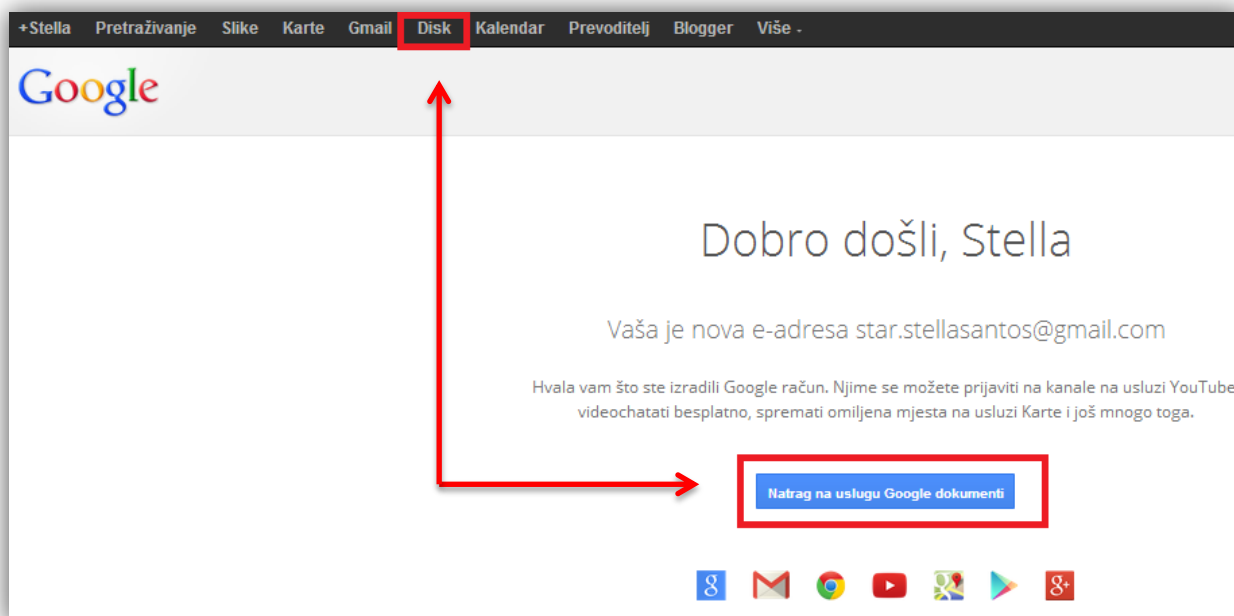 +Stella Pretraživanje Slike Karte Gmail Disk Kalendar Prevoditelj Blogger Više
Google
Dobro došli, Stella
Vaša je nova e-adresa star.stellasantos@gmail.com
Hvala vam što ste izradili Google račun. Njime se možete prijaviti na kanale na usluzi YouTube
videochatati besplatno, spremati omiljena mjesta na usluzi Karte i još mnogo toga.
Natrag na uslugu Google dokumenti
8 8+